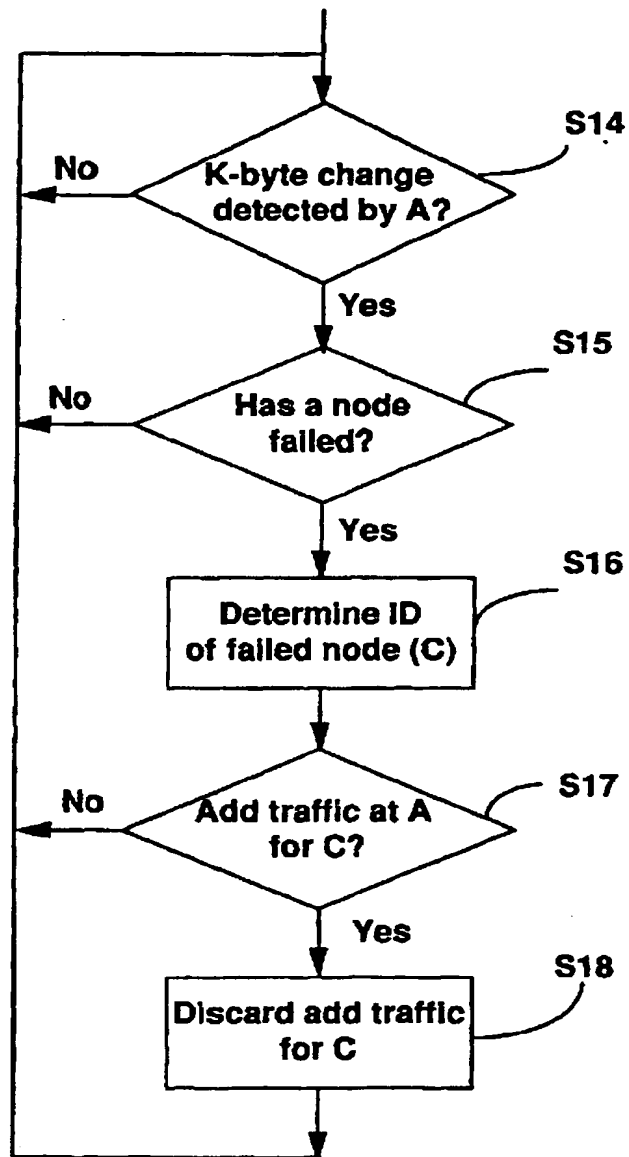 S14
No
K-byte change
detected by A?
Yes
S15
No
Has a node
failed?
Yes
S16
Determine ID
of failed node (C)
S17
No
Add traffic at A
for C?
Yes
S18
Discard add traffic
for C